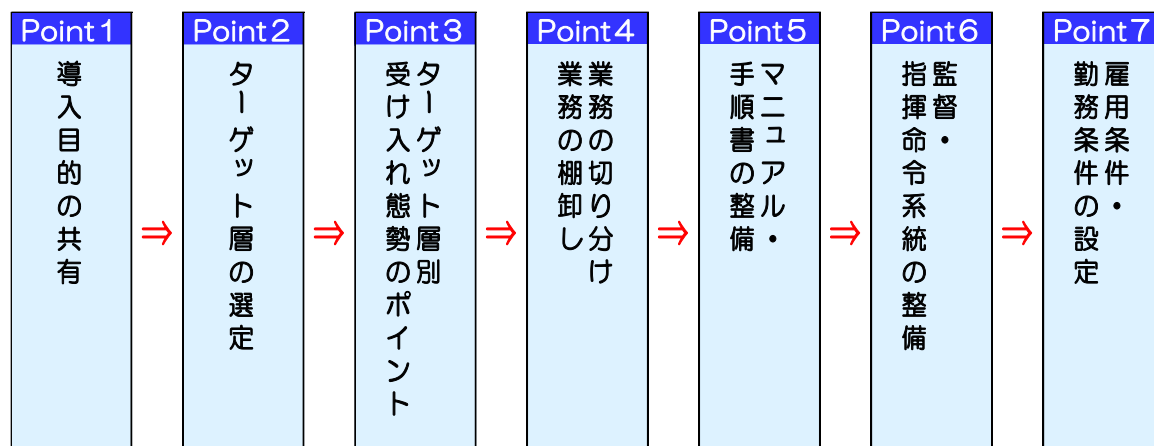 Point1
導入目的の共有
⇒
Point2
ターゲット層の選定
⇒
Point3
ターゲット層別
受け入れ態勢のポイント
⇒
Point4
業務の切り分け
業務の棚卸し
⇒
Point5
マニュアル・
手順書の整備
⇒
Point6
監督・
指揮命令系統の整備
⇒
Point7
雇用条件・
勤務条件の設定